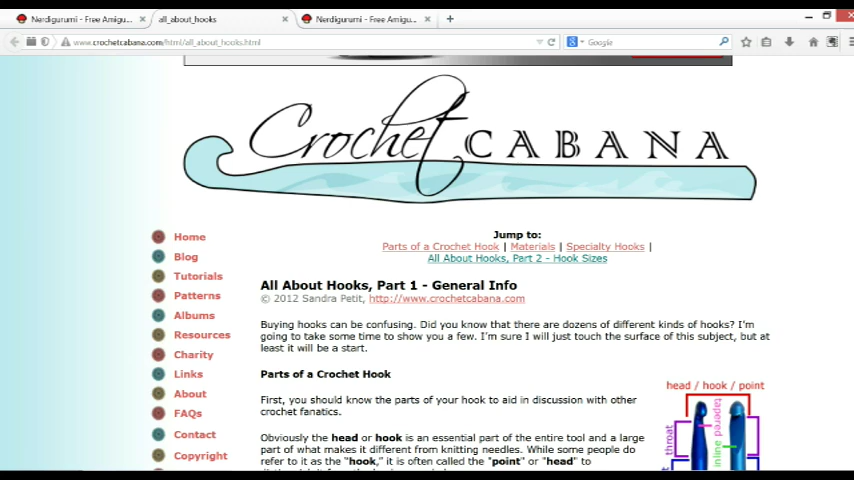 Nerdigurumi - Free Amigu...
all_about_hooks
Nerdigurumi - Free Amigu...
www.crochetcabana.com/html/all_about_hooks.html
Google
Crochet CABANA
Home
Blog
Tutorials
Patterns
Albums
Resources
Charity
Links
About
FAQs
Contact
Copyright
Jump to:
Parts of a Crochet Hook | Materials | Specialty Hooks |
All About Hooks, Part 2 - Hook Sizes
All About Hooks, Part 1 - General Info
© 2012 Sandra Petit, http://www.crochetcabana.com
Buying hooks can be confusing. Did you know that there are dozens of different kinds of hooks? I'm
going to take some time to show you a few. I'm sure I will just touch the surface of this subject, but at
least it will be a start.
Parts of a Crochet Hook
First, you should know the parts of your hook to aid in discussion with other
crochet fanatics.
Obviously the head or hook is an essential part of the entire tool and a large
part of what makes it different from knitting needles. While some people do
refer to it as the "hook," it is often called the "point" or "head" to
head / hook / point
throat
tapered
inline